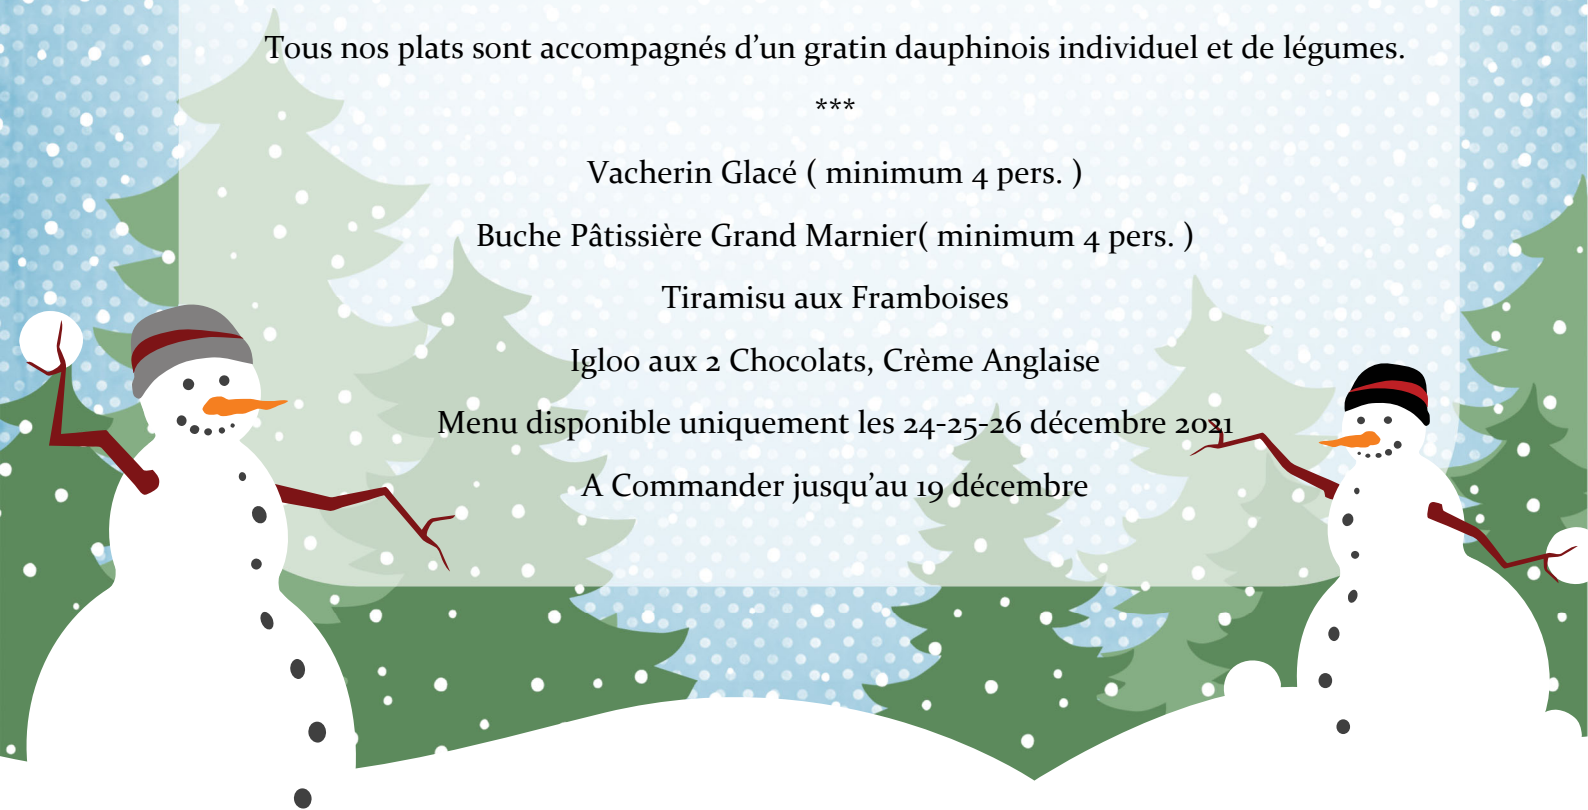 Tous nos plats sont accompagnés d’un gratin dauphinois individuel et de légumes.
***
Vacherin Glacé ( minimum 4 pers. )
Buche Pâtissière Grand Marnier( minimum 4 pers. )
Tiramisu aux Framboises
Igloo aux 2 Chocolats, Crème Anglaise
Menu disponible uniquement les 24-25-26 décembre 2021
A Commander jusqu’au 19 décembre